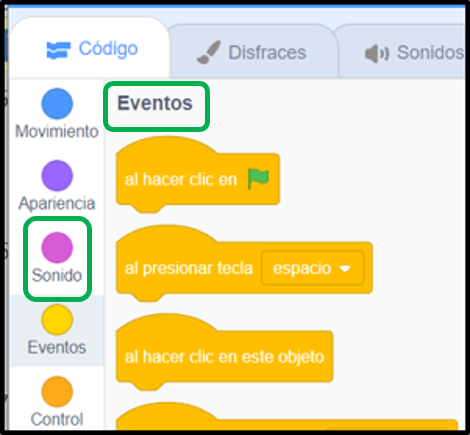 Código
Disfraces
Sonidos
Movimiento
Apariencia
Sonido
Eventos
Control
Eventos
al hacer clic en
al presionar tecla espacio
al hacer clic en este objeto